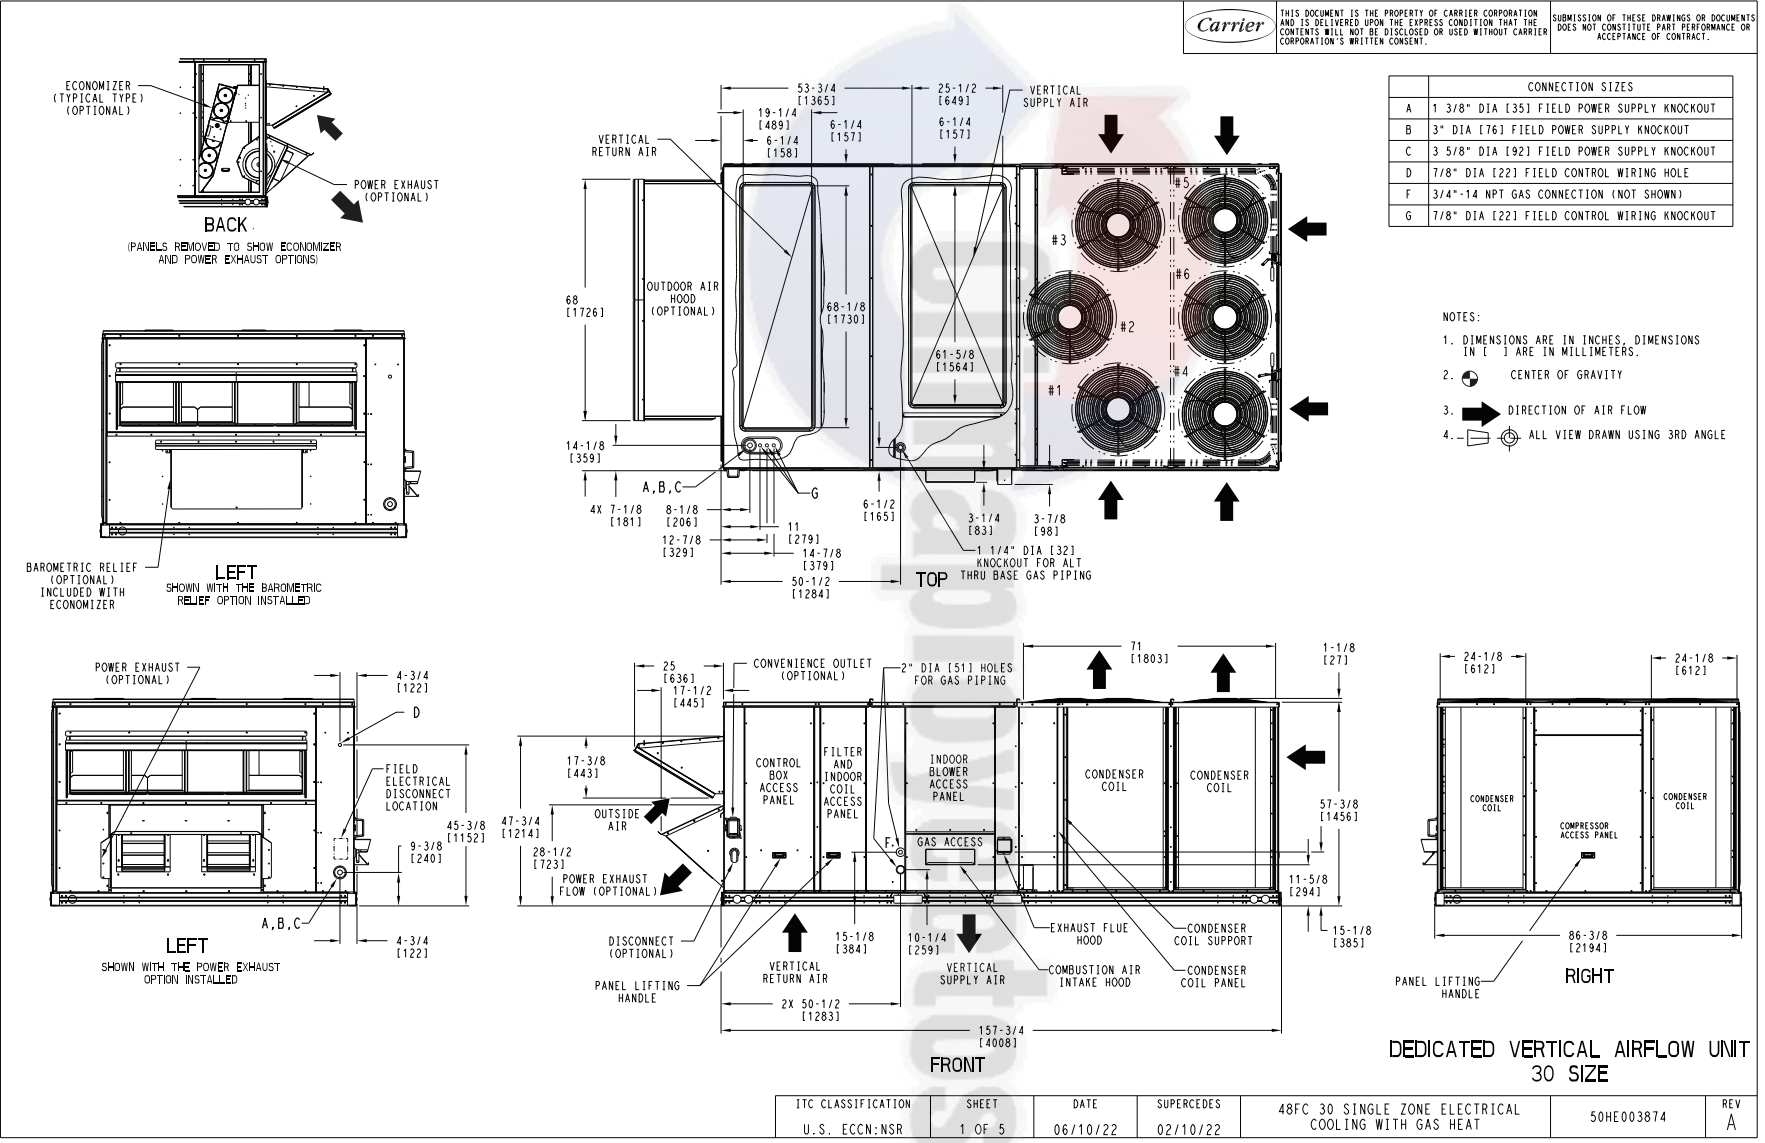 Carrier
THIS DOCUMENT IS THE PROPERTY OF CARRIER CORPORATION
AND IS DELIVERED UPON THE EXPRESS CONDITION THAT THE
CONTENTS WILL NOT BE DISCLOSED OR USED WITHOUT CARRIER
CORPORATION'S WRITTEN CONSENT.
SUBMISSION OF THESE DRAWINGS OR DOCUMENTS
DOES NOT CONSTITUTE PART PERFORMANCE OR
ACCEPTANCE OF CONTRACT.
CONNECTION SIZES
A 1 3/8" DIA [35] FIELD POWER SUPPLY KNOCKOUT
B 3" DIA [76] FIELD POWER SUPPLY KNOCKOUT
C 3 5/8" DIA [92] FIELD POWER SUPPLY KNOCKOUT
D 7/8" DIA [22] FIELD CONTROL WIRING HOLE
F 3/4"-14 NPT GAS CONNECTION (NOT SHOWN)
G 7/8" DIA [22] FIELD CONTROL WIRING KNOCKOUT
NOTES:
1. DIMENSIONS ARE IN INCHES, DIMENSIONS
IN [ ] ARE IN MILLIMETERS.
2. CENTER OF GRAVITY
3. DIRECTION OF AIR FLOW
4. ALL VIEW DRAWN USING 3RD ANGLE
ECONOMIZER
(TYPICAL TYPE)
(OPTIONAL)
POWER EXHAUST
(OPTIONAL)
BACK
(PANELS REMOVED TO SHOW ECONOMIZER
AND POWER EXHAUST OPTIONS)
BAROMETRIC RELIEF
(OPTIONAL)
INCLUDED WITH
ECONOMIZER
LEFT
SHOWN WITH THE BAROMETRIC
RELIEF OPTION INSTALLED
53-3/4
[1365]
25-1/2
[649]
VERTICAL
SUPPLY AIR
19-1/4
[489]
6-1/4
[157]
6-1/4
[157]
6-1/4
[158]
VERTICAL
RETURN AIR
68
[1726]
OUTDOOR AIR
HOOD
(OPTIONAL)
68-1/8
[1730]
61-5/8
[1564]
#5
#3
#6
#2
#4
#1
14-1/8
[359]
A,B,C
G
4X 7-1/8
[181]
8-1/8
[206]
11
[279]
12-7/8
[329]
14-7/8
[379]
50-1/2
[1284]
6-1/2
[165]
3-1/4
[83]
3-7/8
[98]
1 1/4" DIA [32]
KNOCKOUT FOR ALT
THRU BASE GAS PIPING
TOP
POWER EXHAUST
(OPTIONAL)
4-3/4
[122]
D
FIELD
ELECTRICAL
DISCONNECT
LOCATION
45-3/8
[1152]
9-3/8
[240]
A,B,C
4-3/4
[122]
LEFT
SHOWN WITH THE POWER EXHAUST
OPTION INSTALLED
25
[636]
17-1/2
[445]
CONVENIENCE OUTLET
(OPTIONAL)
2" DIA [51] HOLES
FOR GAS PIPING
71
[1803]
1-1/8
[27]
17-3/8
[443]
OUTSIDE
AIR
47-3/4
[1214]
28-1/2
[723]
POWER EXHAUST
FLOW (OPTIONAL)
CONTROL
BOX
ACCESS
PANEL
FILTER
AND
INDOOR
COIL
ACCESS
PANEL
INDOOR
BLOWER
ACCESS
PANEL
F
GAS ACCESS
CONDENSER
COIL
CONDENSER
COIL
57-3/8
[1456]
11-5/8
[294]
15-1/8
[385]
DISCONNECT
(OPTIONAL)
PANEL LIFTING
HANDLE
VERTICAL
RETURN AIR
15-1/8
[384]
10-1/4
[259]
VERTICAL
SUPPLY AIR
EXHAUST FLUE
HOOD
COMBUSTION AIR
INTAKE HOOD
CONDENSER
COIL SUPPORT
CONDENSER
COIL PANEL
2X 50-1/2
[1283]
157-3/4
[4008]
FRONT
24-1/8
[612]
24-1/8
[612]
CONDENSER
COIL
COMPRESSOR
ACCESS PANEL
CONDENSER
COIL
86-3/8
[2194]
PANEL LIFTING
HANDLE
RIGHT
DEDICATED VERTICAL AIRFLOW UNIT
30 SIZE
ITC CLASSIFICATION
U.S. ECCN:NSR
SHEET
1 OF 5
DATE
06/10/22
SUPERCEDES
02/10/22
48FC 30 SINGLE ZONE ELECTRICAL
COOLING WITH GAS HEAT
50HE003874
REV
A
climaproyectos